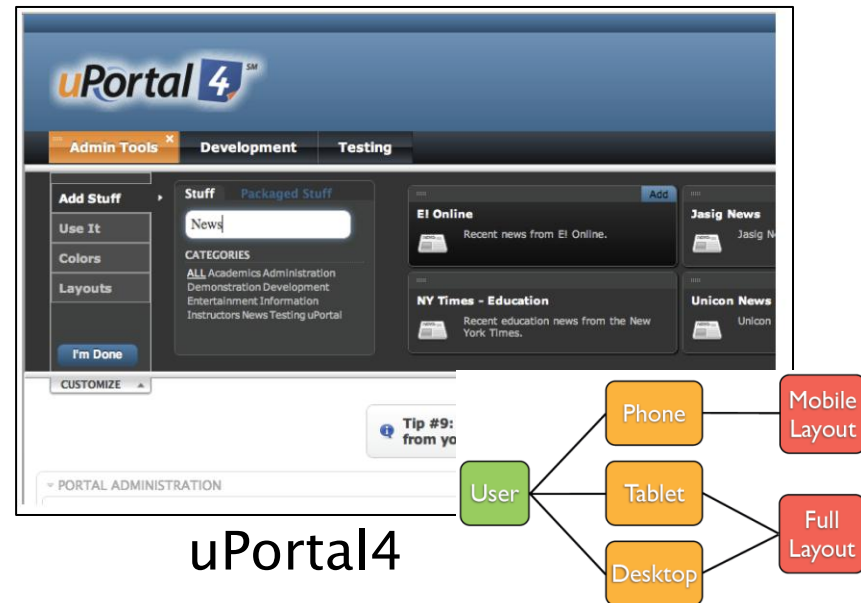 uPortal 4 SM
Admin Tools × Development Testing
Add Stuff
Use It
Colors
Layouts
I'm Done
Stuff Packaged Stuff
News
CATEGORIES
ALL Academics Administration
Demonstration Development
Entertainment Information
Instructors News Testing uPortal
Add
E! Online
Recent news from E! Online.
Jasig News
Jasig
NY Times - Education
Recent education news from the New
York Times.
Unicon News
Unicon
CUSTOMIZE
Tip #9:
from yo
PORTAL ADMINISTRATION
User
Phone
Tablet
Desktop
Mobile
Layout
Full
Layout
uPortal4